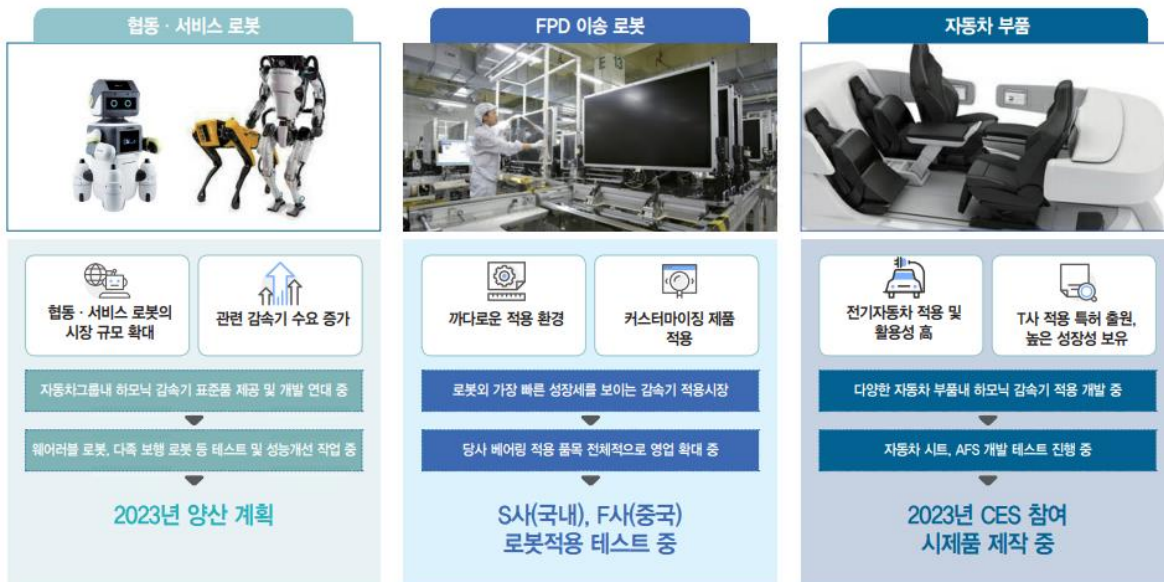 협동 · 서비스 로봇
협동 · 서비스 로봇의
시장 규모 확대
관련 감속기 수요 증가
자동차그룹내 하모닉 감속기 표준품 제공 및 개발 연대 중
웨어러블 로봇, 다족 보행 로봇 등 테스트 및 성능개선 작업 중
2023년 양산 계획
FPD 이송 로봇
까다로운 적용 환경
커스터마이징 제품
적용
로봇외 가장 빠른 성장세를 보이는 감속기 적용시장
당사 베어링 적용 품목 전체적으로 영업 확대 중
S사(국내), F사(중국)
로봇적용 테스트 중
자동차 부품
전기자동차 적용 및
활용성 高
T사 적용 특허 출원,
높은 성장성 보유
다양한 자동차 부품내 하모닉 감속기 적용 개발 중
자동차 시트, AFS 개발 테스트 진행 중
2023년 CES 참여
시제품 제작 중